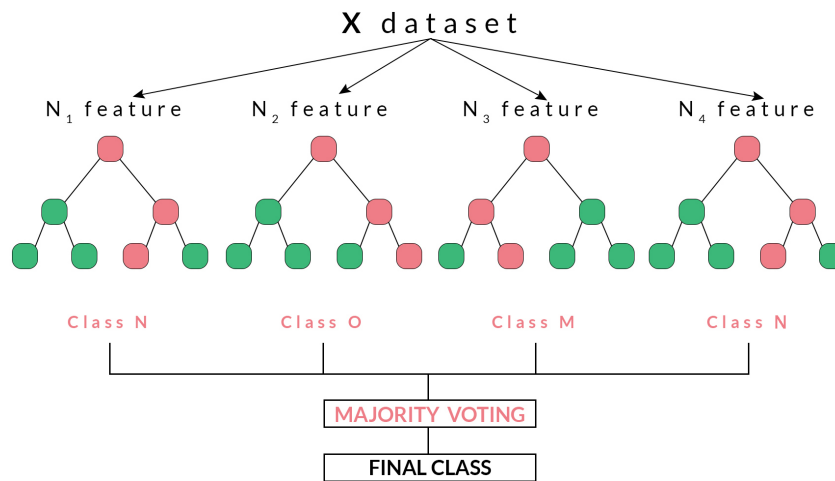 X dataset
N₁ feature N₂ feature N₃ feature N₄ feature
Class N Class O Class M Class N
MAJORITY VOTING
FINAL CLASS